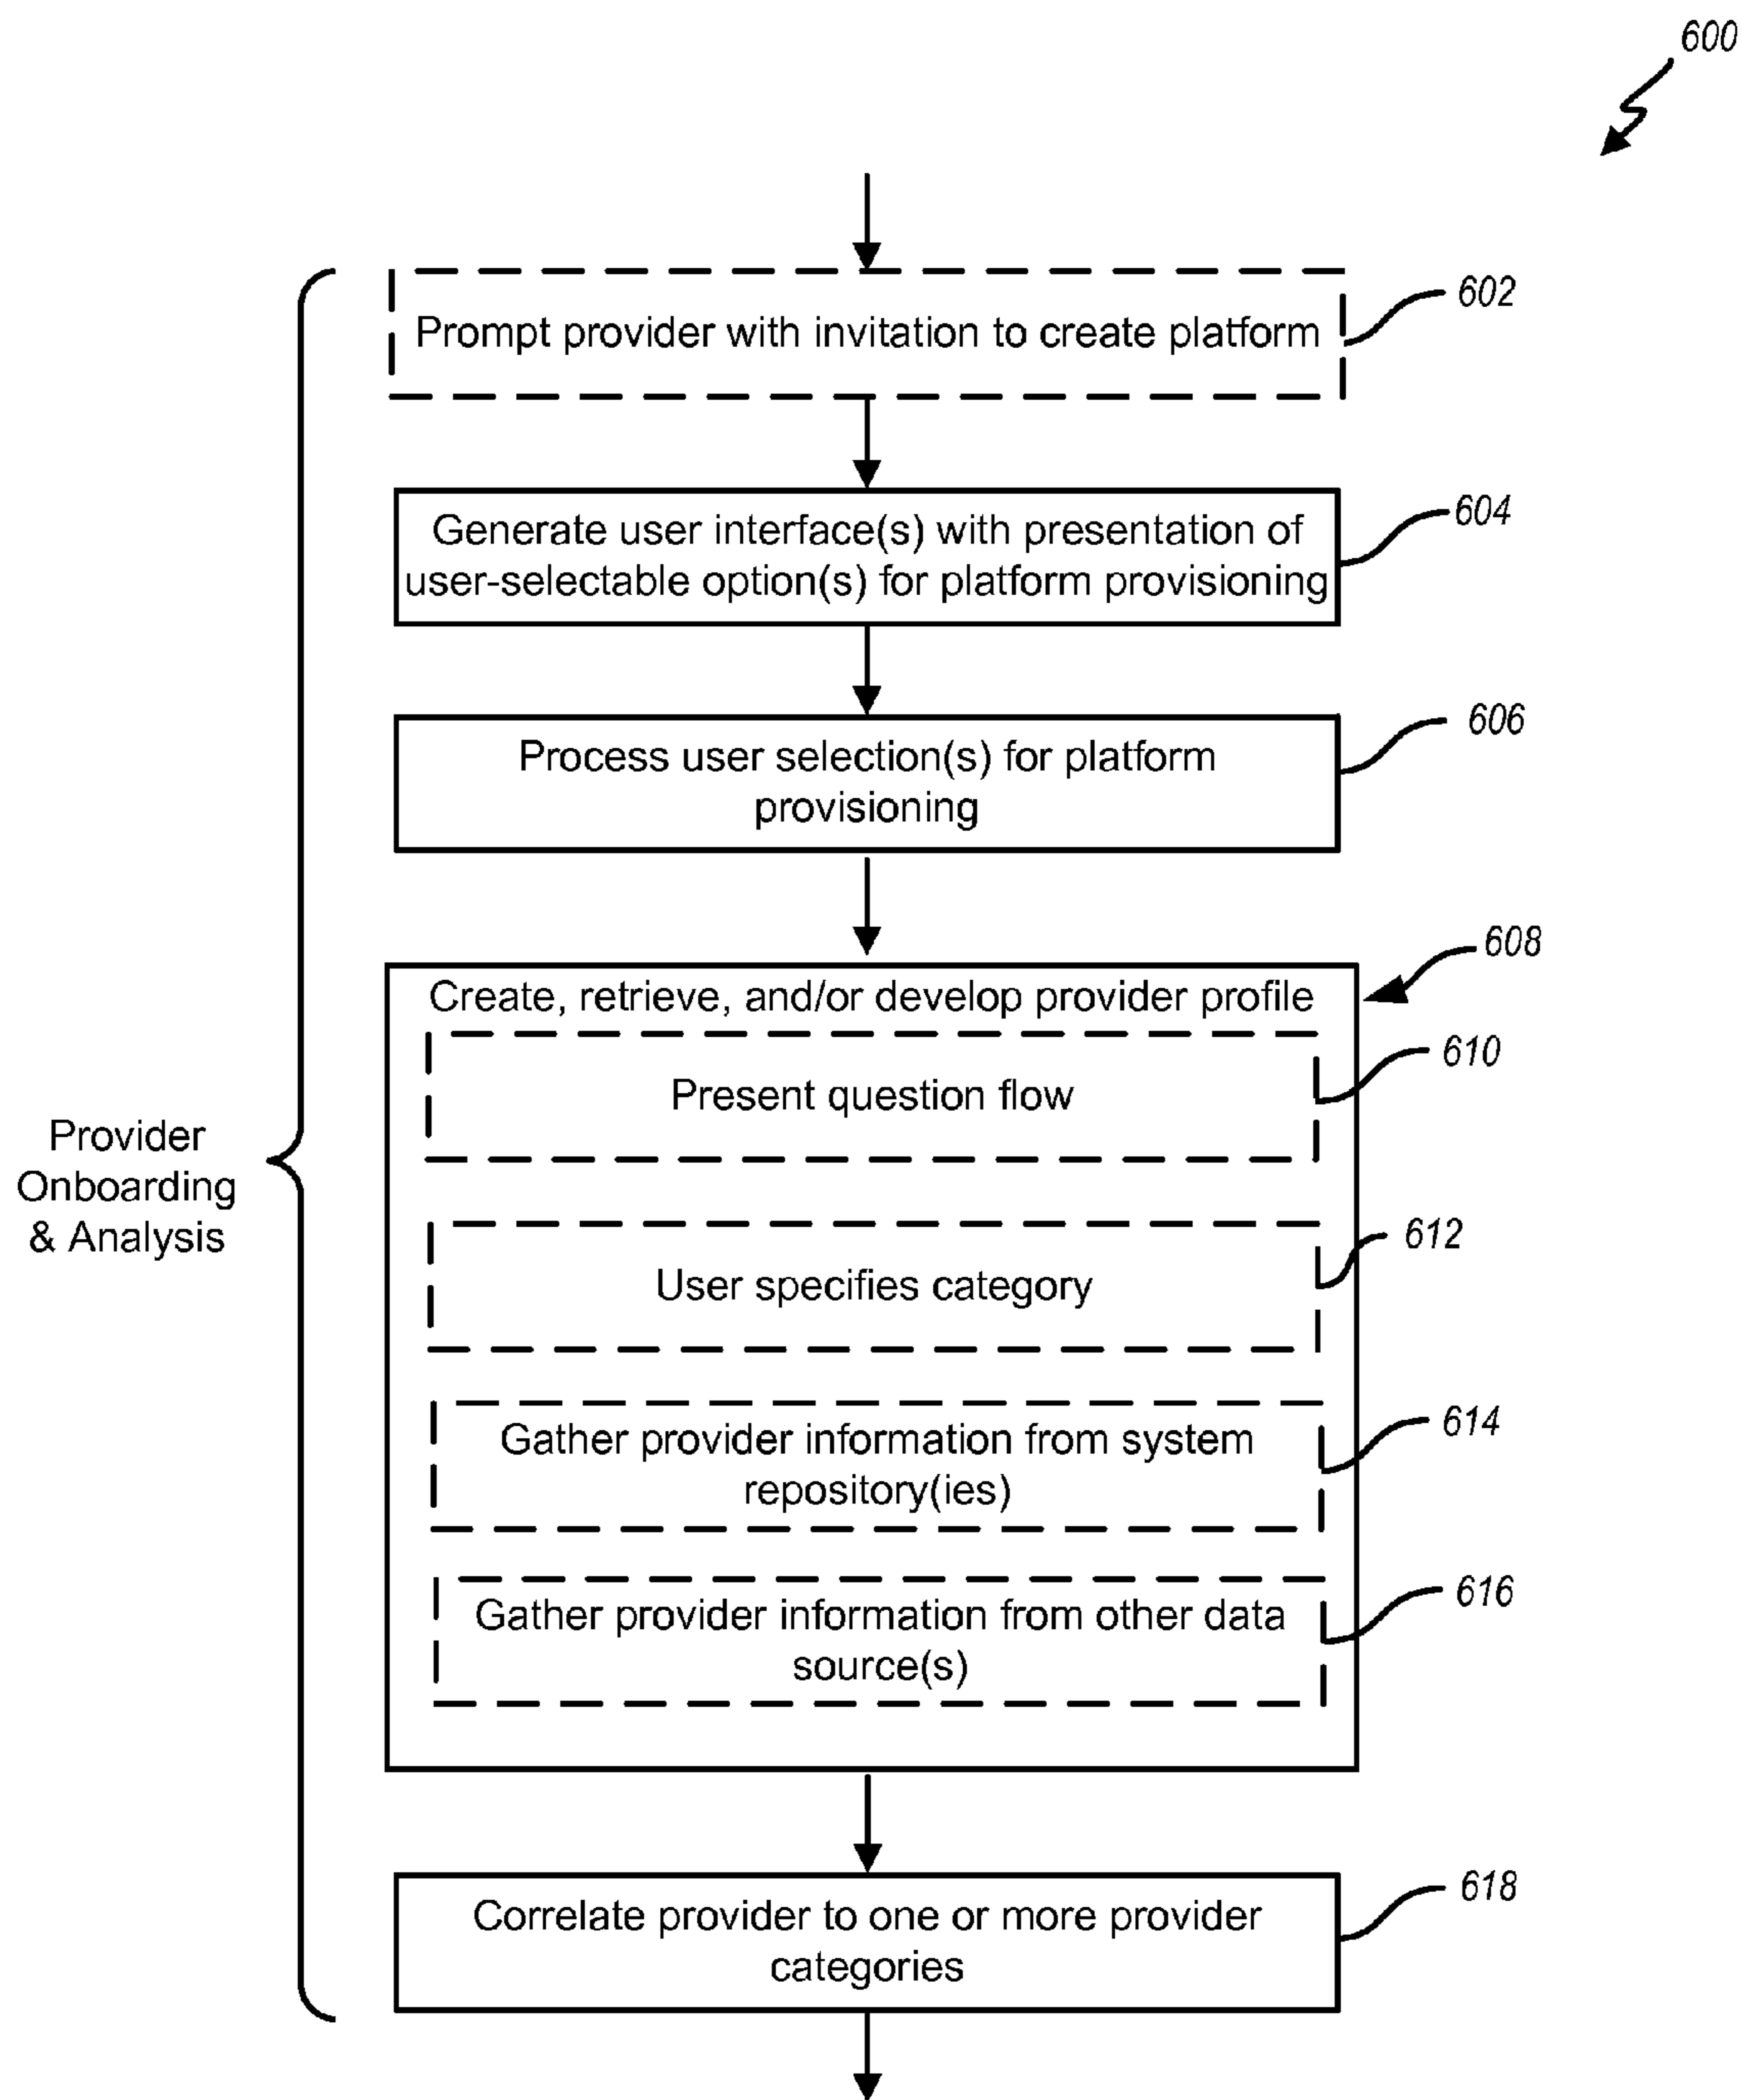 600
Prompt provider with invitation to create platform
602
Generate user interface(s) with presentation of
user-selectable option(s) for platform provisioning
604
Process user selection(s) for platform
provisioning
606
Create, retrieve, and/or develop provider profile
608
Present question flow
610
User specifies category
612
Gather provider information from system
repository(ies)
614
Gather provider information from other data
source(s)
616
Correlate provider to one or more provider
categories
618
Provider
Onboarding
& Analysis